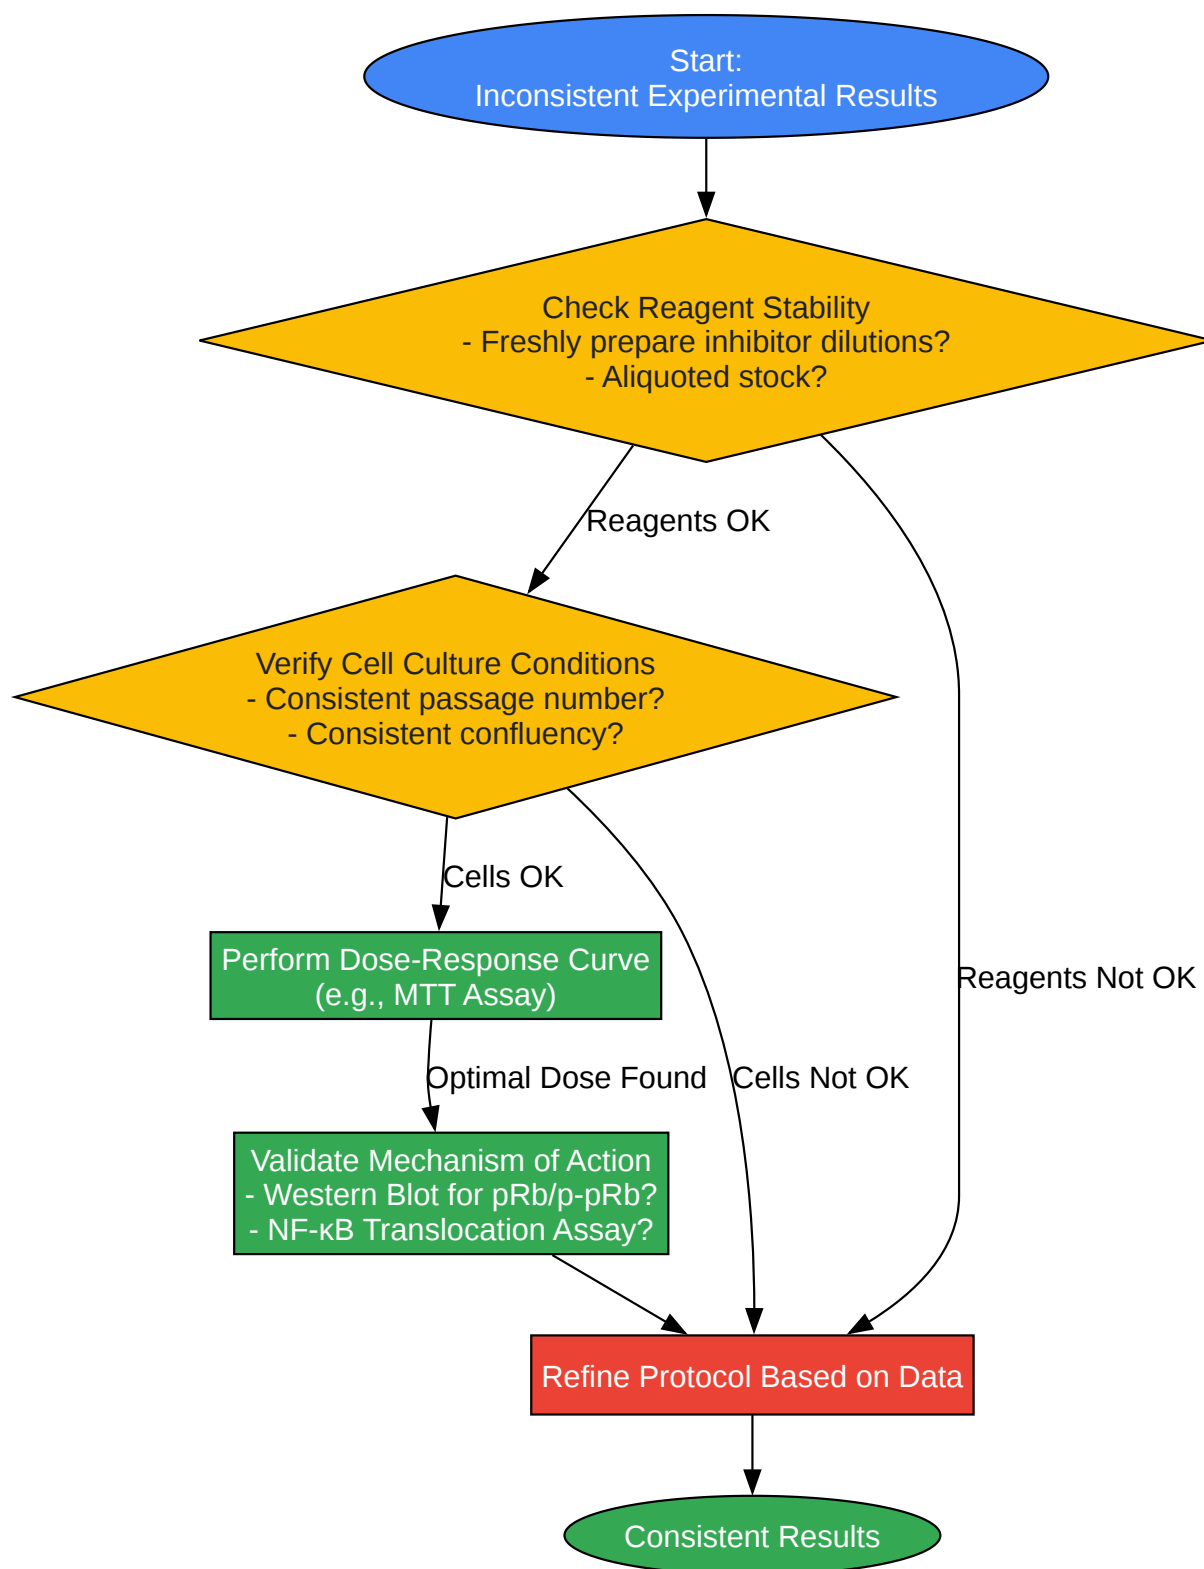 Start:
Inconsistent Experimental Results
Check Reagent Stability
- Freshly prepare inhibitor dilutions?
- Aliquoted stock?
Reagents OK
Verify Cell Culture Conditions
- Consistent passage number?
- Consistent confluency?
Cells OK
Perform Dose-Response Curve
(e.g., MTT Assay)
Reagents Not OK
Optimal Dose Found
Cells Not OK
Validate Mechanism of Action
- Western Blot for pRb/p-pRb?
- NF-κB Translocation Assay?
Refine Protocol Based on Data
Consistent Results